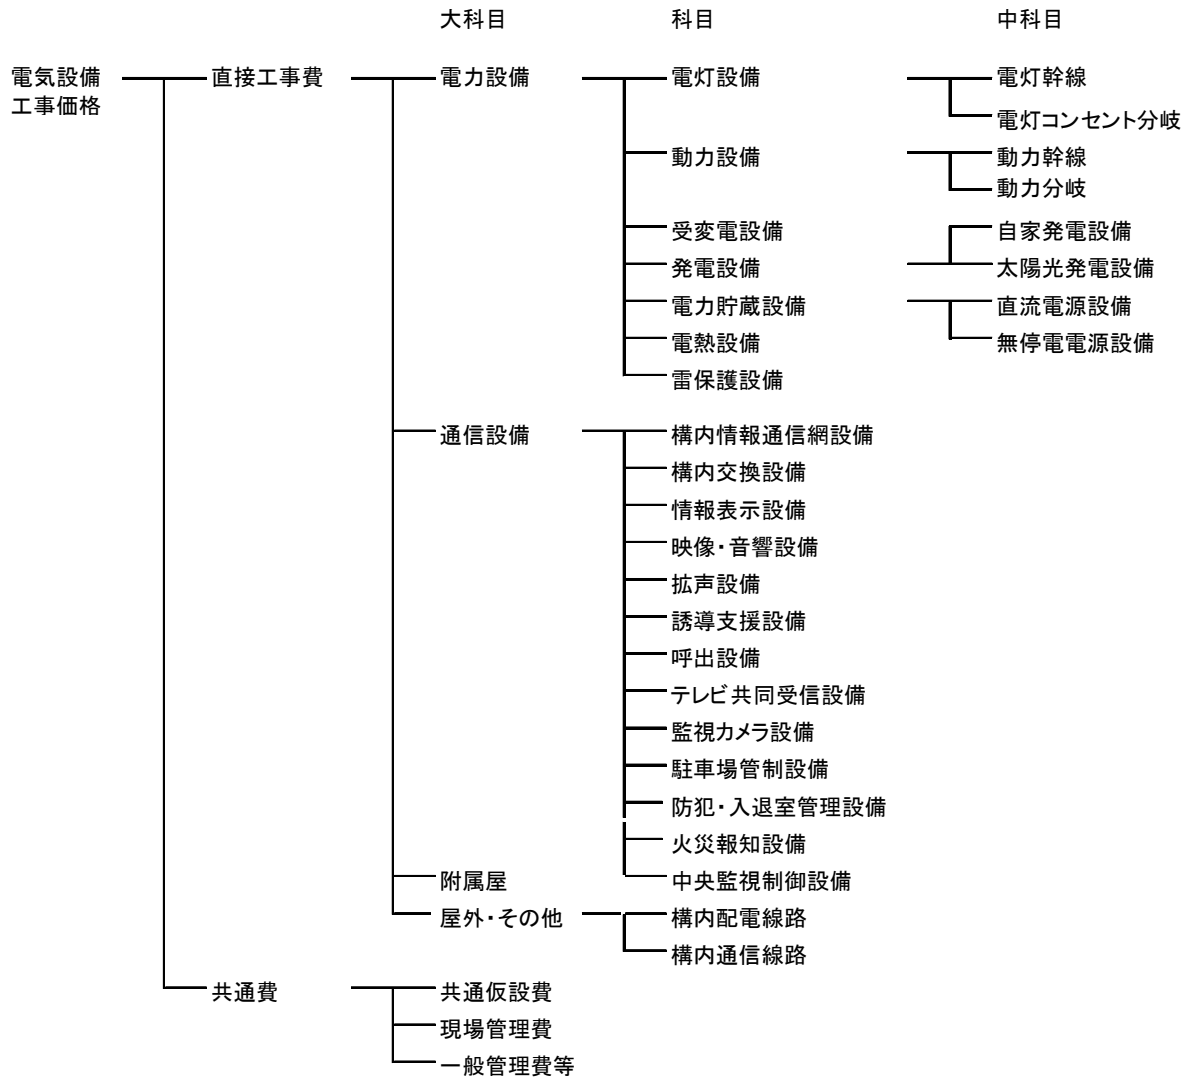 大科目 科目 中科目
電気設備 直接工事費 電力設備 電灯設備 電灯幹線
工事価格
電灯コンセント分岐
動力設備 動力幹線
動力分岐
受変電設備 自家発電設備
発電設備 太陽光発電設備
電力貯蔵設備 直流電源設備
電熱設備 無停電電源設備
雷保護設備
通信設備 構内情報通信網設備
構内交換設備
情報表示設備
映像・音響設備
拡声設備
誘導支援設備
呼出設備
テレビ共同受信設備
監視カメラ設備
駐車場管制設備
防犯・入退室管理設備
火災報知設備
附属屋 中央監視制御設備
屋外・その他 構内配電線路
構内通信線路
共通費 共通仮設費
現場管理費
一般管理費等